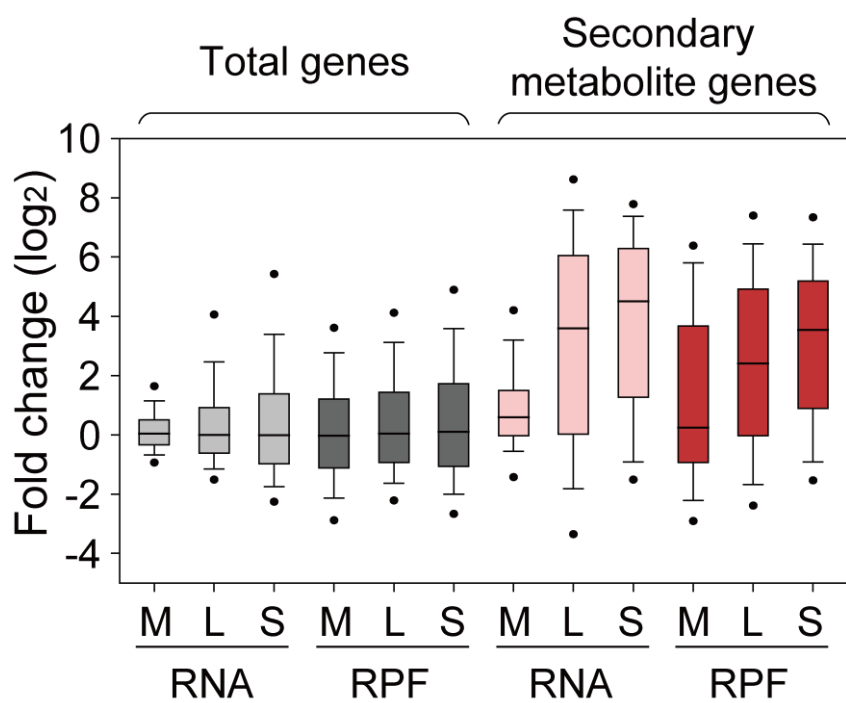 Total genes
Secondary
metabolite genes
Fold change (log2)
10
8
6
4
2
0
-2
-4
M L S M L S M L S M L S
RNA RPF RNA RPF